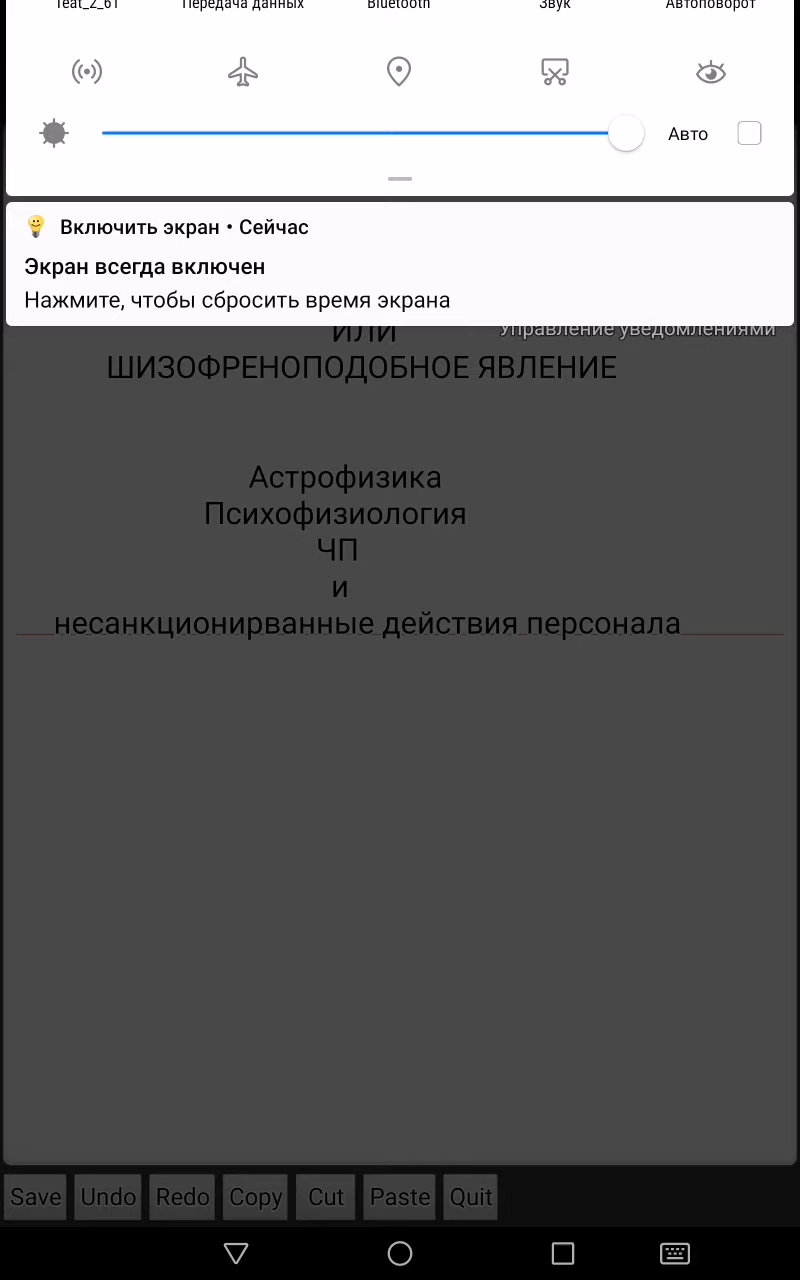 Teat_2_61 Передача данных Bluetooth Звук Автоповорот
Авто
Включить экран • Сейчас
Экран всегда включен
Нажмите, чтобы сбросить время экрана
Управление уведомлениями
ИЛИ
ШИЗОФРЕНОПОДОБНОЕ ЯВЛЕНИЕ
Астрофизика
Психофизиология
ЧП
и
несанкционирванные действия персонала
Save Undo Redo Copy Cut Paste Quit